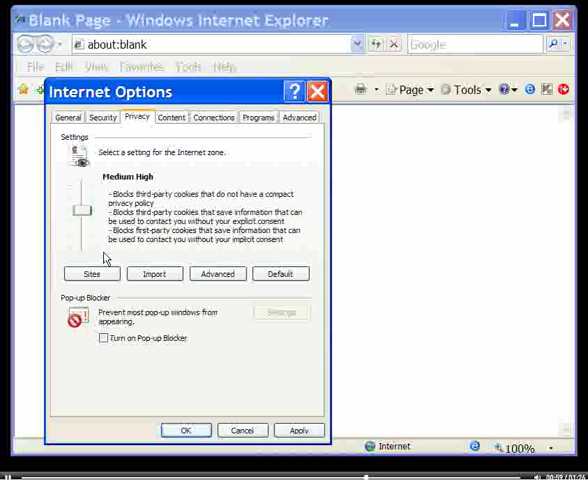 Blank Page - Windows Internet Explorer
about:blank
Google
File Edit View Favorites Tools Help
Internet Options
Page
Tools
General Security Privacy Content Connections Programs Advanced
Settings
Select a setting for the Internet zone.
Medium High
- Blocks third-party cookies that do not have a compact
privacy policy
- Blocks third-party cookies that save information that can
be used to contact you without your explicit consent
- Blocks first-party cookies that save information that can
be used to contact you without your implicit consent
Sites Import Advanced Default
Pop-up Blocker
Prevent most pop-up windows from
appearing.
Settings
Turn on Pop-up Blocker
OK Cancel Apply
Internet
100%
00:59 / 01:26